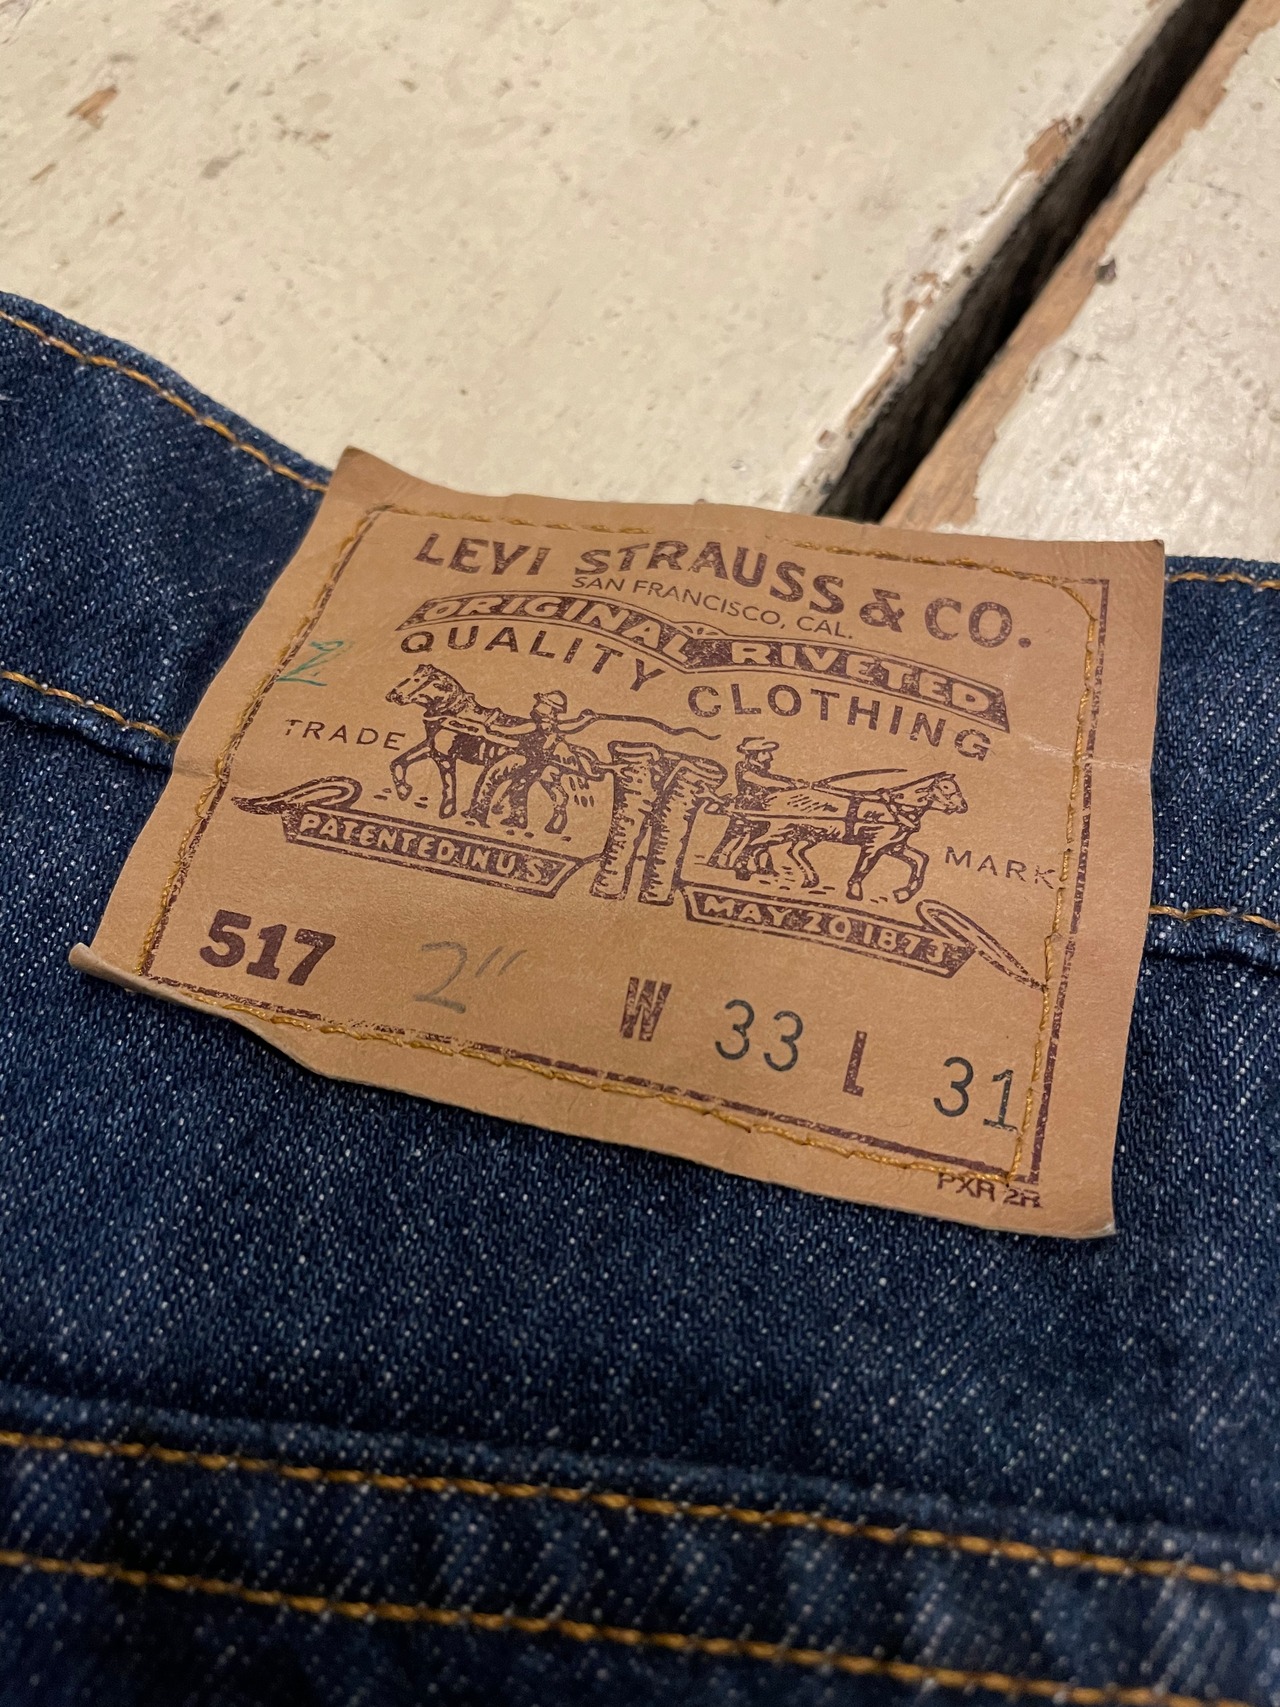 LEVI STRAUSS & CO.
SAN FRANCISCO, CAL.
ORIGINAL RIVETED
QUALITY CLOTHING
2
TRADE MARK
PATENTED IN U.S.
MAY 20 1873
517 2" W 33 L 31
PXR 2R